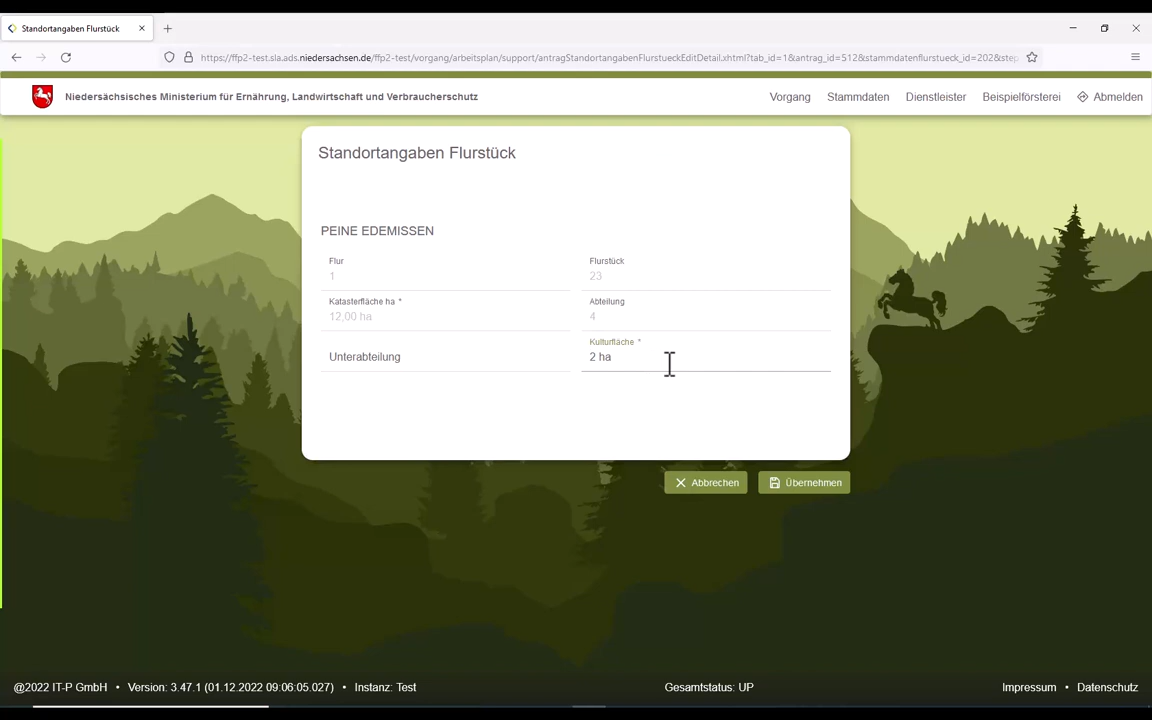 Standortangaben Flurstück
https://ffp2-test.sla.ads.niedersachsen.de/ffp2-test/vorgang/arbeitsplan/support/antragStandortangabenFlurstueckEditDetail.xhtml?tab_id=1&antrag_id=512&stammdatenflurstueck_id=202&step
Niedersächsisches Ministerium für Ernährung, Landwirtschaft und Verbraucherschutz
Vorgang Stammdaten Dienstleister Beispielförsterei Abmelden
Standortangaben Flurstück
PEINE EDEMISSEN
Flur Flurstück
1 23
Katasterfläche ha * Abteilung
12,00 ha 4
Kulturfläche *
Unterabteilung 2 ha
Abbrechen Übernehmen
@2022 IT-P GmbH • Version: 3.47.1 (01.12.2022 09:06:05.027) • Instanz: Test Gesamtstatus: UP Impressum • Datenschutz